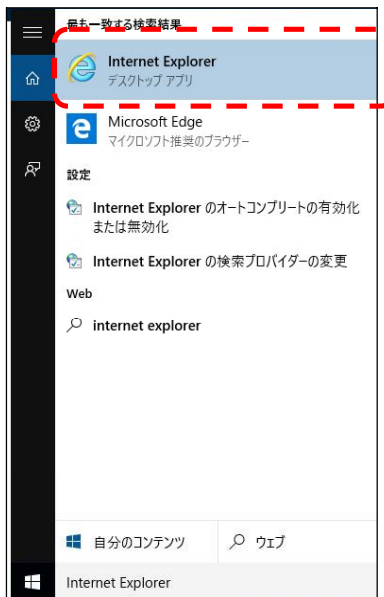 最も一致する検索結果
Internet Explorer
デスクトップ アプリ
Microsoft Edge
マイクロソフト推奨のブラウザー
設定
Internet Explorer のオートコンプリートの有効化
または無効化
Internet Explorer の検索プロバイダーの変更
Web
internet explorer
自分のコンテンツ
ウェブ
Internet Explorer